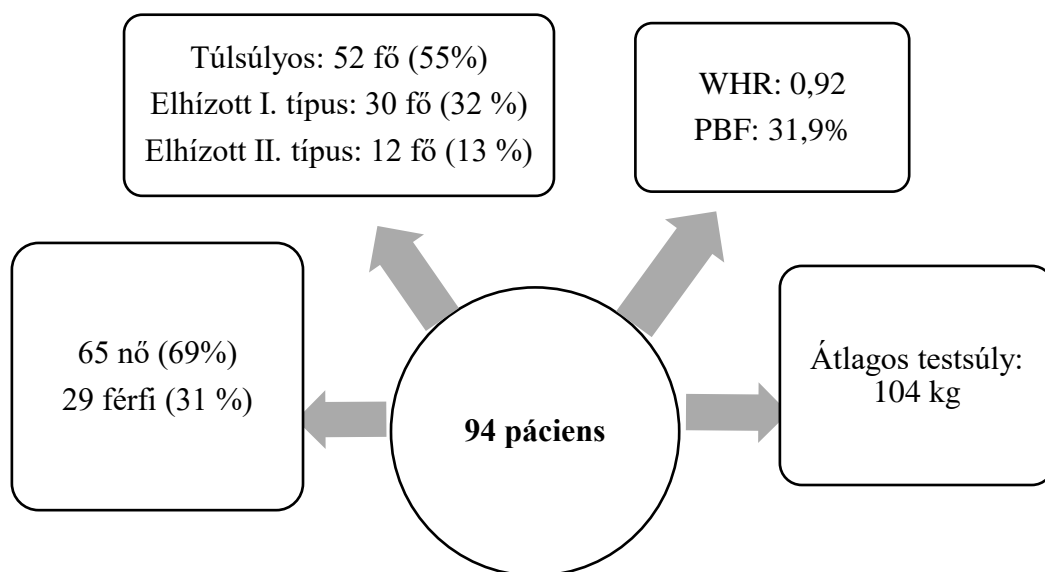 Túlsúlyos: 52 fő (55%)
Elhízott I. típus: 30 fő (32 %)
Elhízott II. típus: 12 fő (13 %)
WHR: 0,92
PBF: 31,9%
65 nő (69%)
29 férfi (31 %)
94 páciens
Átlagos testsúly:
104 kg